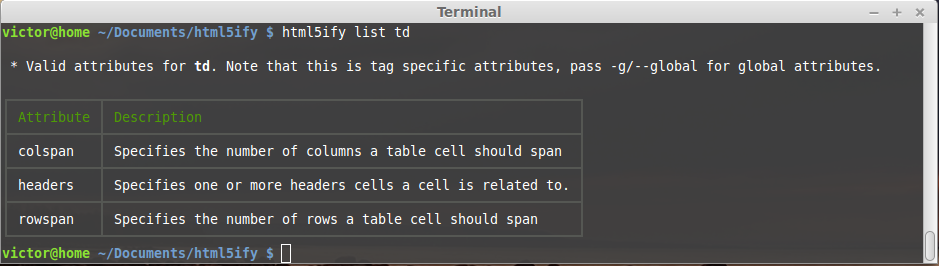 Terminal
victor@home ~/Documents/html5ify $ html5ify list td
* Valid attributes for td. Note that this is tag specific attributes, pass -g/--global for global attributes.
Attribute Description
colspan Specifies the number of columns a table cell should span
headers Specifies one or more headers cells a cell is related to.
rowspan Specifies the number of rows a table cell should span
victor@home ~/Documents/html5ify $